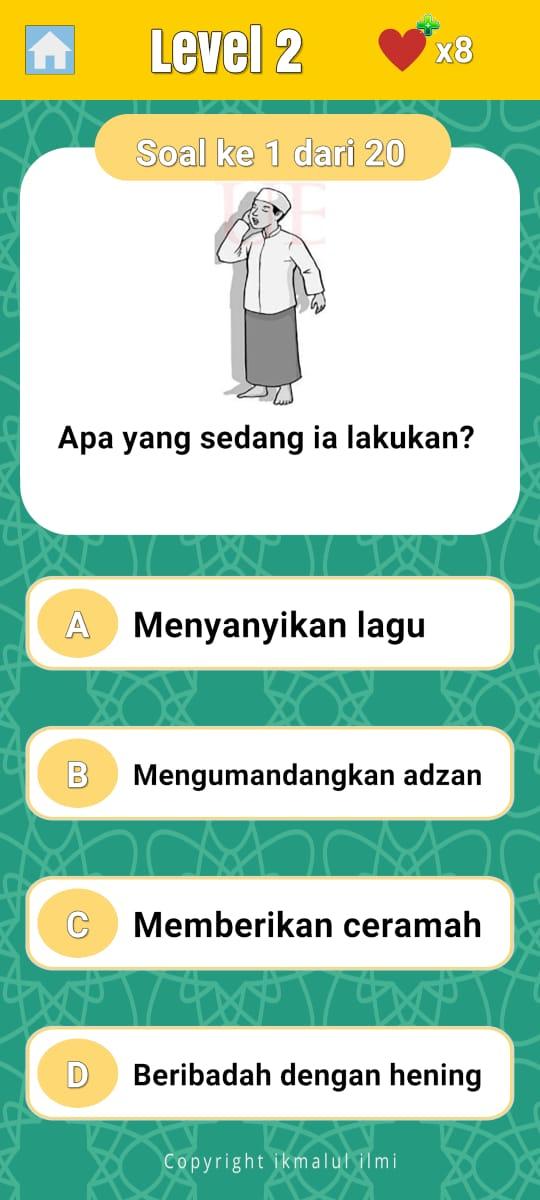 Level 2
x8
Soal ke 1 dari 20
Apa yang sedang ia lakukan?
A Menyanyikan lagu
B Mengumandangkan adzan
C Memberikan ceramah
D Beribadah dengan hening
Copyright ikmalul ilmi